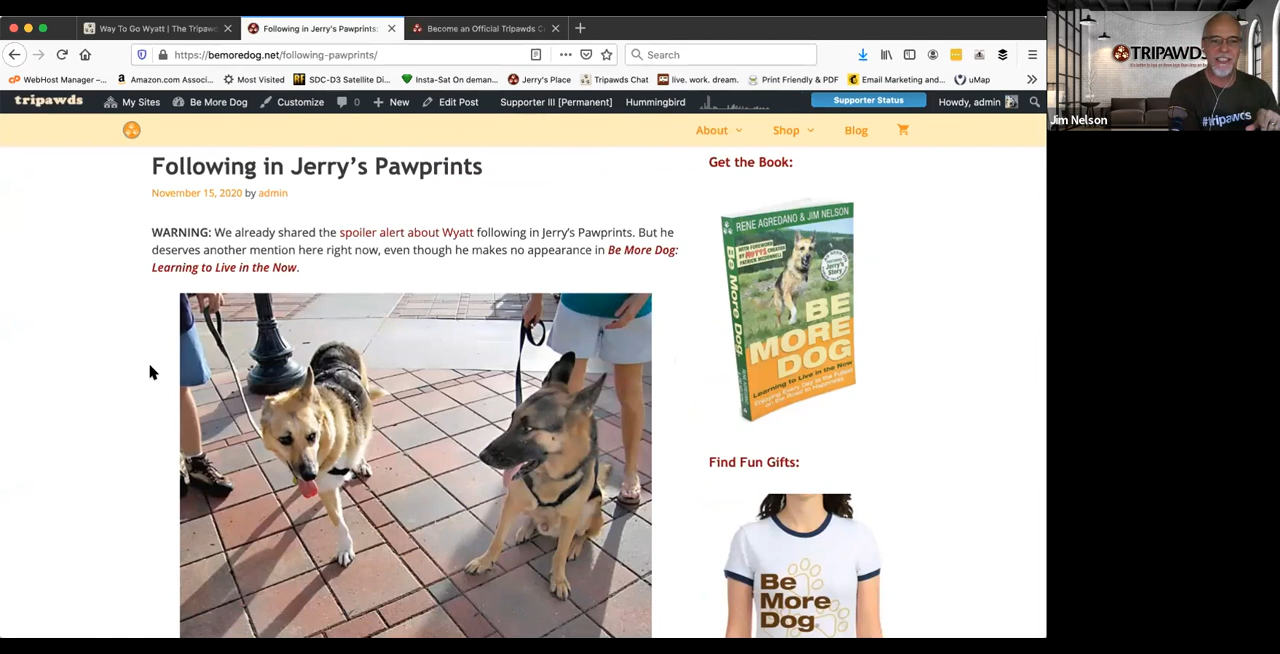 Way To Go Wyatt | The Tripawd
Following in Jerry's Pawprints:
Become an Official Tripawds C
https://bemoredog.net/following-pawprints/
Search
WebHost Manager –...
Amazon.com Associ...
Most Visited
SDC-D3 Satellite Di...
Insta-Sat On deman...
Jerry's Place
Tripawds Chat
live. work. dream.
Print Friendly & PDF
Email Marketing and...
uMap
tripawds
My Sites
Be More Dog
Customize
0
New
Edit Post
Supporter III [Permanent]
Hummingbird
Supporter Status
Howdy, admin
About
Shop
Blog
Following in Jerry's Pawprints
November 15, 2020 by admin
WARNING: We already shared the spoiler alert about Wyatt following in Jerry's Pawprints. But he
deserves another mention here right now, even though he makes no appearance in Be More Dog:
Learning to Live in the Now.
Get the Book:
RENE AGREDANO & JIM NELSON
BE
MORE
DOG
Learning to Live in the Now
Be More Dog
Find Fun Gifts:
Be
More
Dog
TRIPAWDS
#tripawds
Jim Nelson